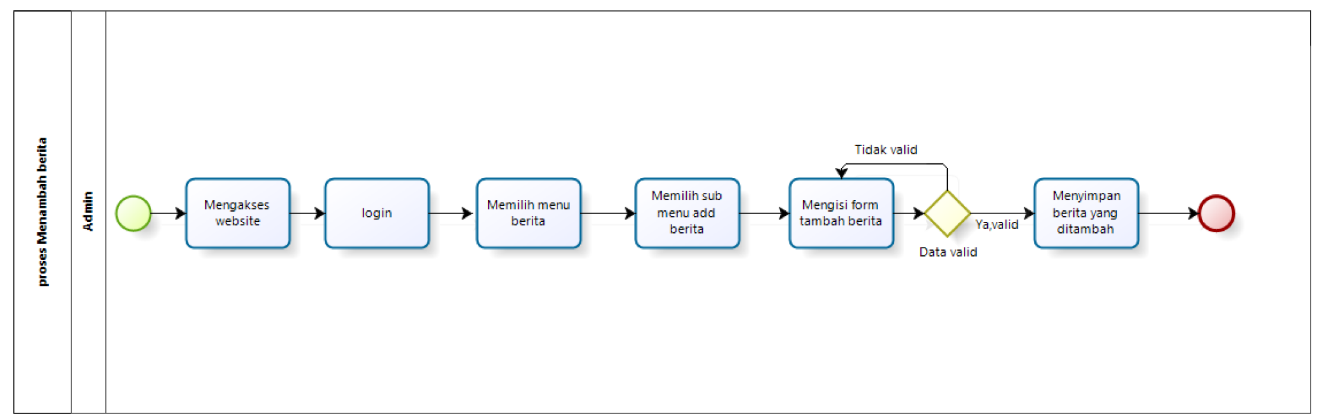 proses Menambah berita
Admin
Mengakses
website
login
Memilih menu
berita
Memilih sub
menu add
berita
Mengisi form
tambah berita
Tidak valid
Data valid
Ya,valid
Menyimpan
berita yang
ditambah